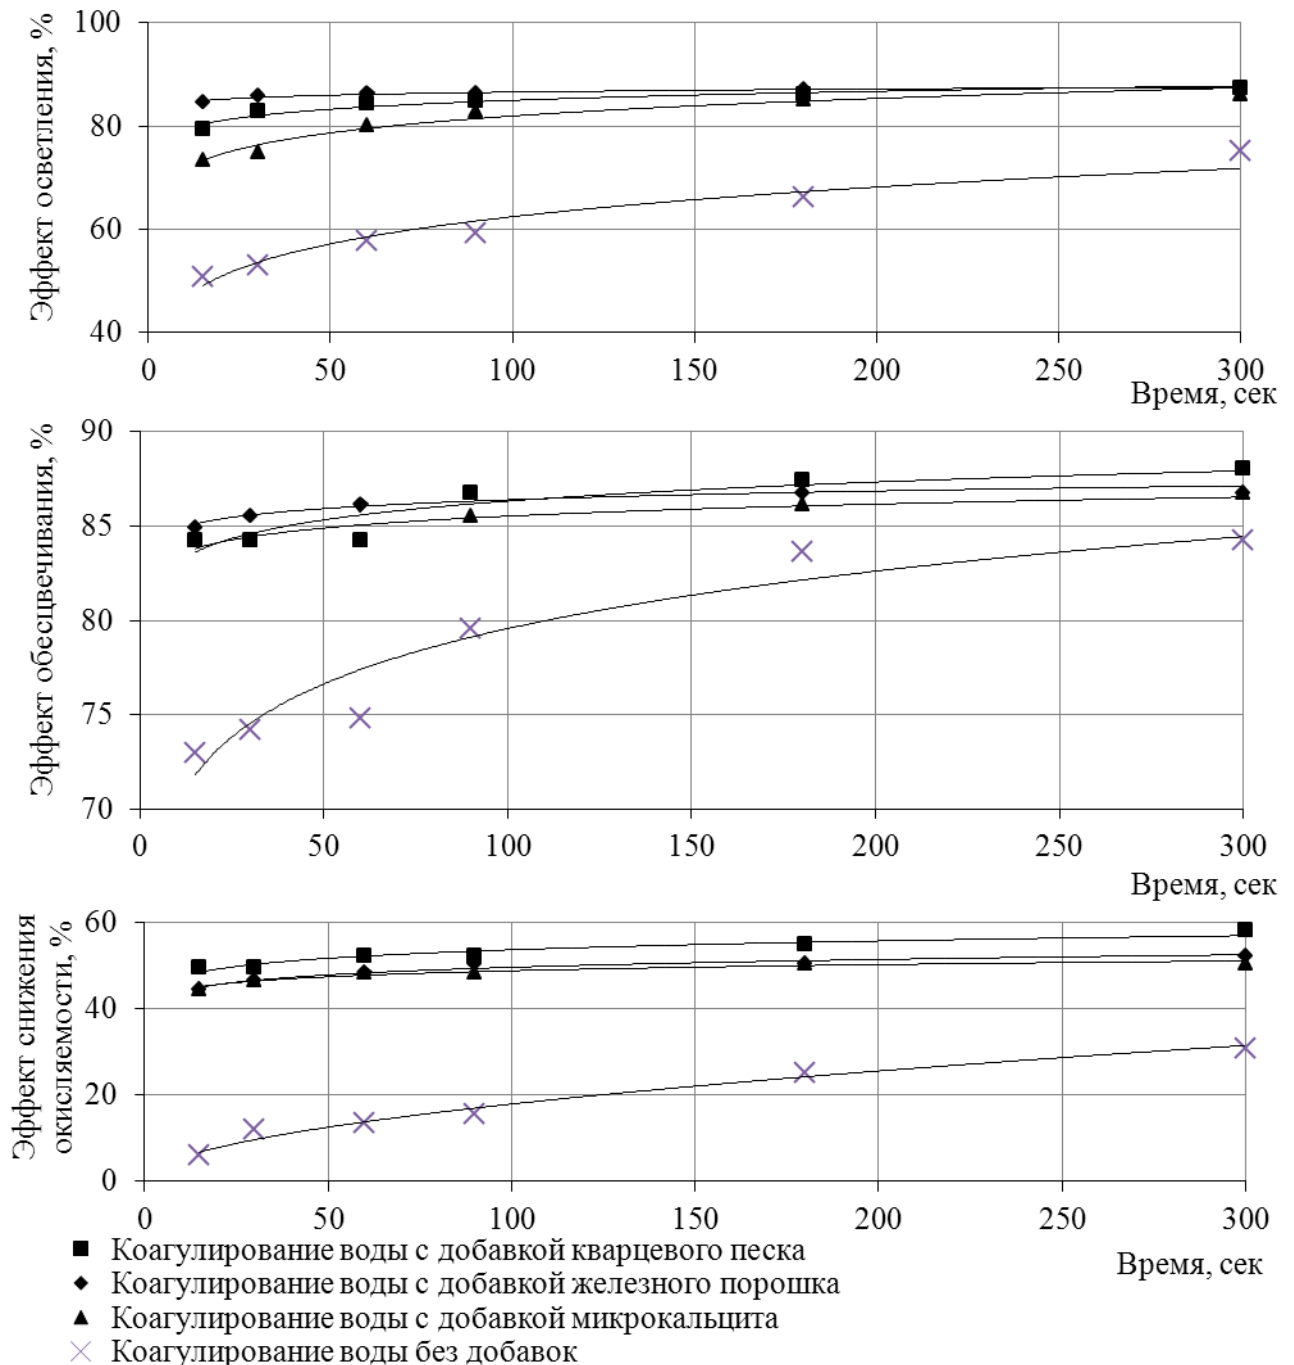 Эффект осветления, %
100
80
60
40
0 50 100 150 200 250 300
Время, сек
Эффект обесцвечивания, %
90
85
80
75
70
0 50 100 150 200 250 300
Время, сек
Эффект снижения
окисляемости, %
60
40
20
0
0 50 100 150 200 250 300
Время, сек
Коагулирование воды с добавкой кварцевого песка
Коагулирование воды с добавкой железного порошка
Коагулирование воды с добавкой микрокальцита
Коагулирование воды без добавок